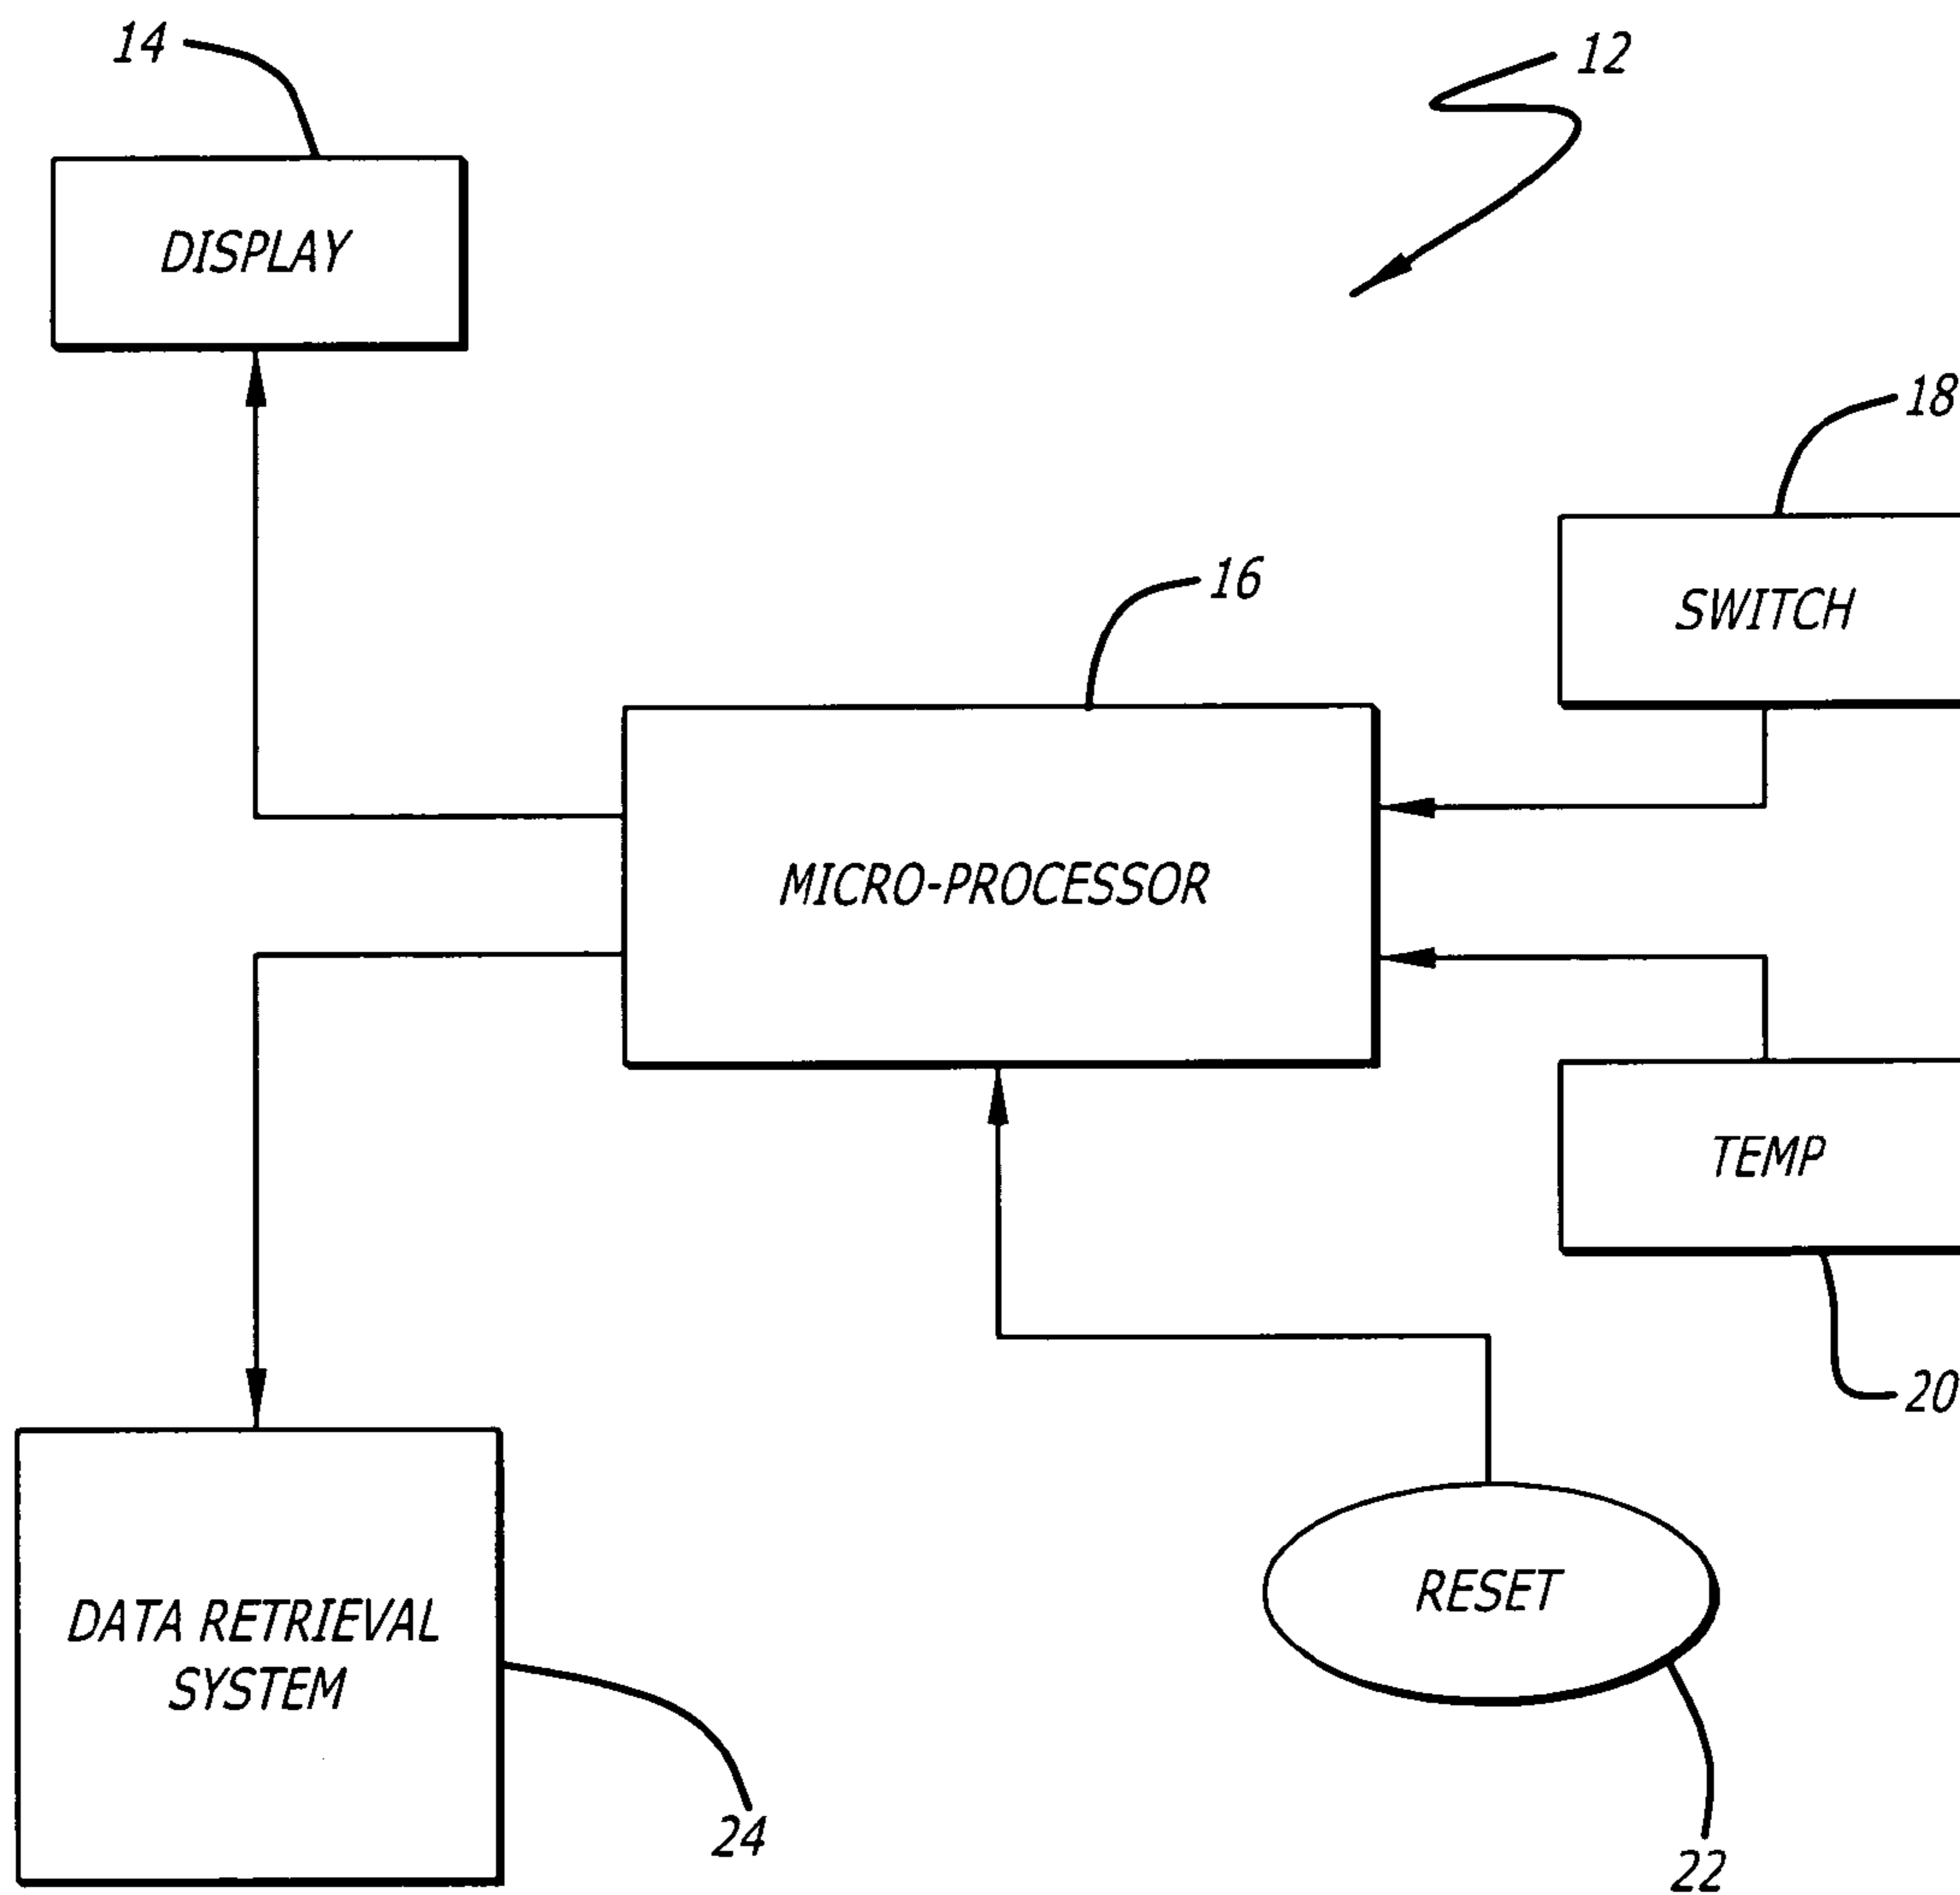 14
12
DISPLAY
18
16
SWITCH
MICRO-PROCESSOR
TEMP
20
RESET
DATA RETRIEVAL
SYSTEM
24
22